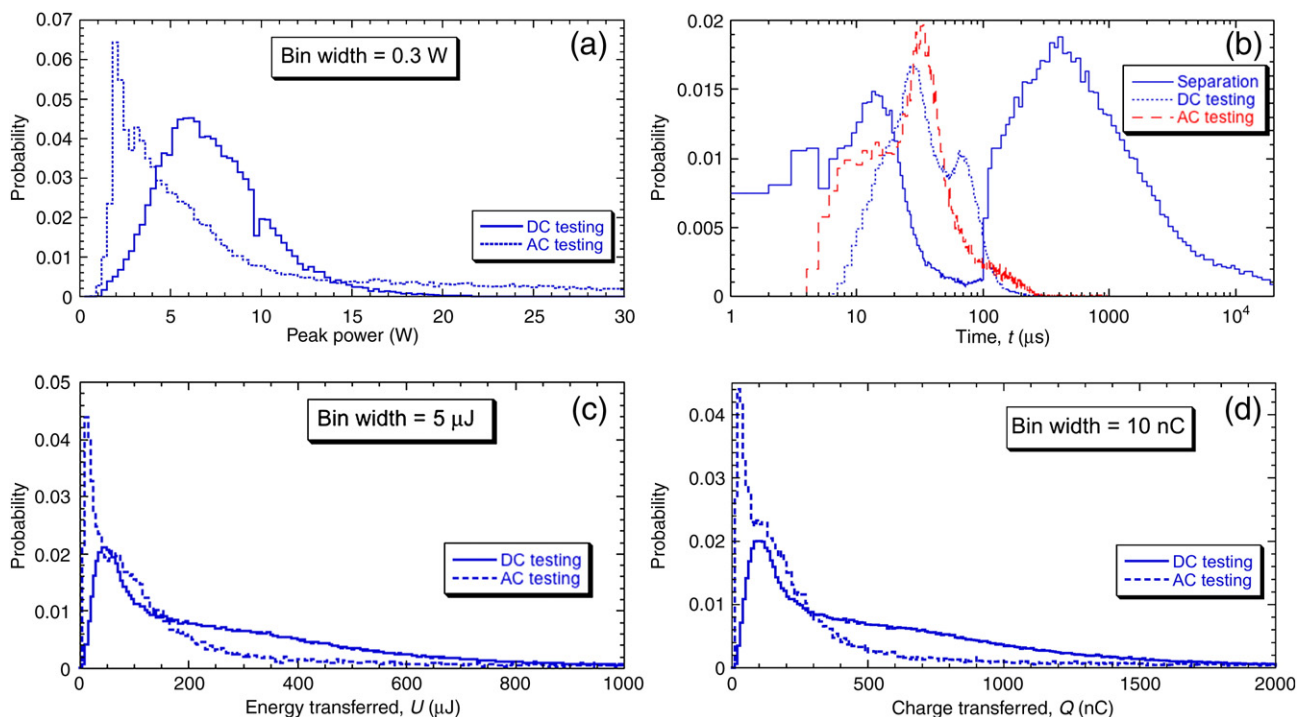 (a)
Bin width = 0.3 W
0.08
0.07
0.06
0.05
0.04
0.03
0.02
0.01
0
Probability
DC testing
AC testing
0 5 10 15 20 25 30
Peak power (W)
(b)
0.02
0.015
0.01
0.005
0
Probability
Separation
DC testing
AC testing
1 10 100 1000 10⁴
Time, t (μs)
(c)
Bin width = 5 μJ
0.05
0.04
0.03
0.02
0.01
0
Probability
DC testing
AC testing
0 200 400 600 800 1000
Energy transferred, U (μJ)
(d)
Bin width = 10 nC
0.04
0.03
0.02
0.01
0
Probability
DC testing
AC testing
0 500 1000 1500 2000
Charge transferred, Q (nC)